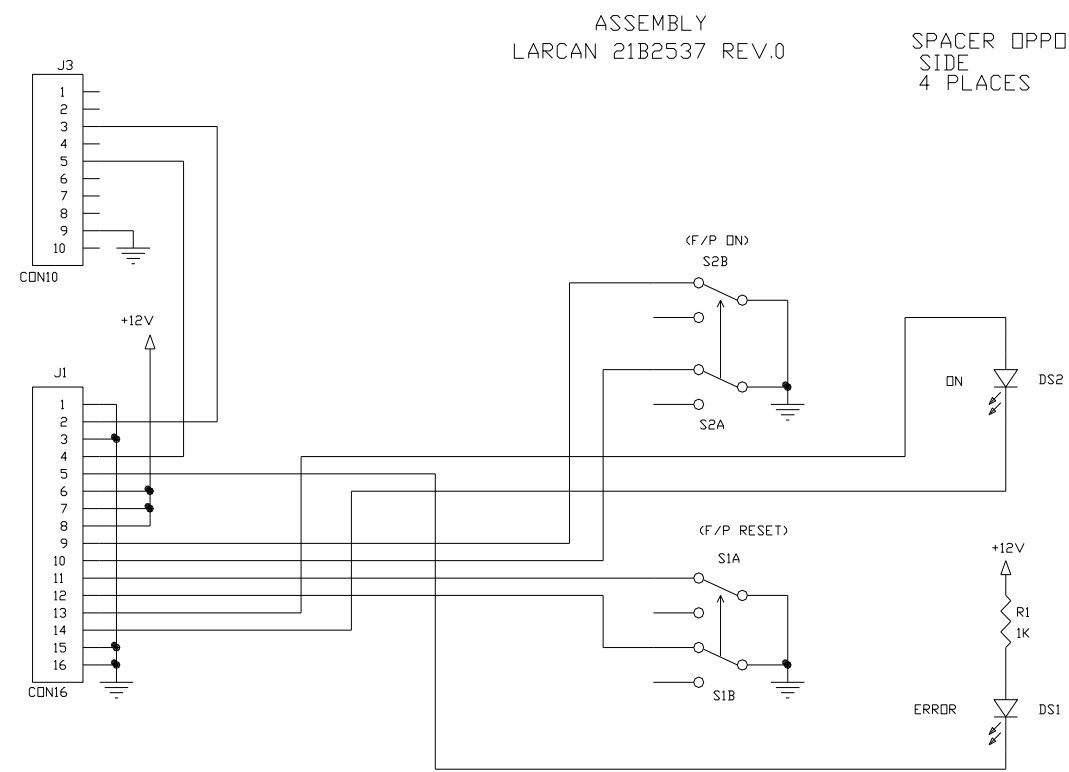 ASSEMBLY
LARCAN 21B2537 REV.0
SPACER OPPO
SIDE
4 PLACES
J3
1
2
3
4
5
6
7
8
9
10
CON10
+12V
J1
1
2
3
4
5
6
7
8
9
10
11
12
13
14
15
16
CON16
(F/P ON)
S2B
S2A
ON
DS2
(F/P RESET)
S1A
S1B
+12V
R1
1K
ERROR
DS1